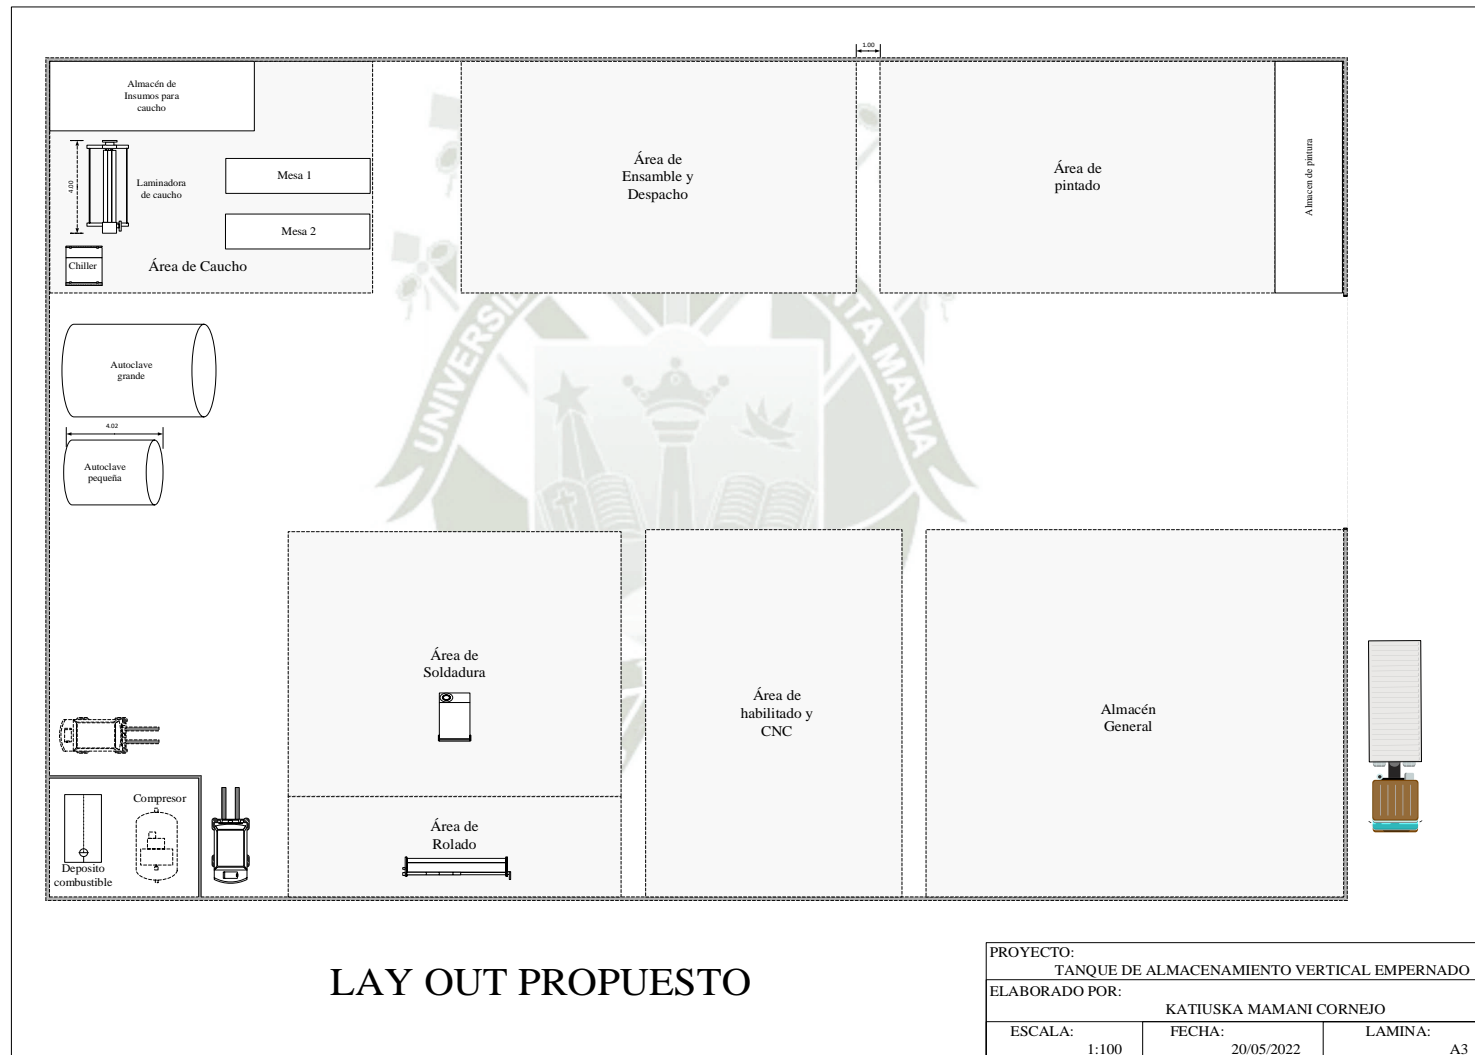 1.00
Almacén de
Insumos para
caucho
4.00
Laminadora
de caucho
Mesa 1
Mesa 2
Chiller
Área de Caucho
Área de
Ensamble y
Despacho
Área de
pintado
Almacen de pintura
Autoclave
grande
4.02
Autoclave
pequeña
UNIVERSID
NTA MARIA
Área de
Soldadura
Área de
Rolado
Área de
habilitado y
CNC
Almacén
General
Compresor
Deposito
combustible
LAY OUT PROPUESTO
PROYECTO:
TANQUE DE ALMACENAMIENTO VERTICAL EMPERNADO
ELABORADO POR:
KATIUSKA MAMANI CORNEJO
ESCALA: FECHA: LAMINA:
1:100 20/05/2022 A3